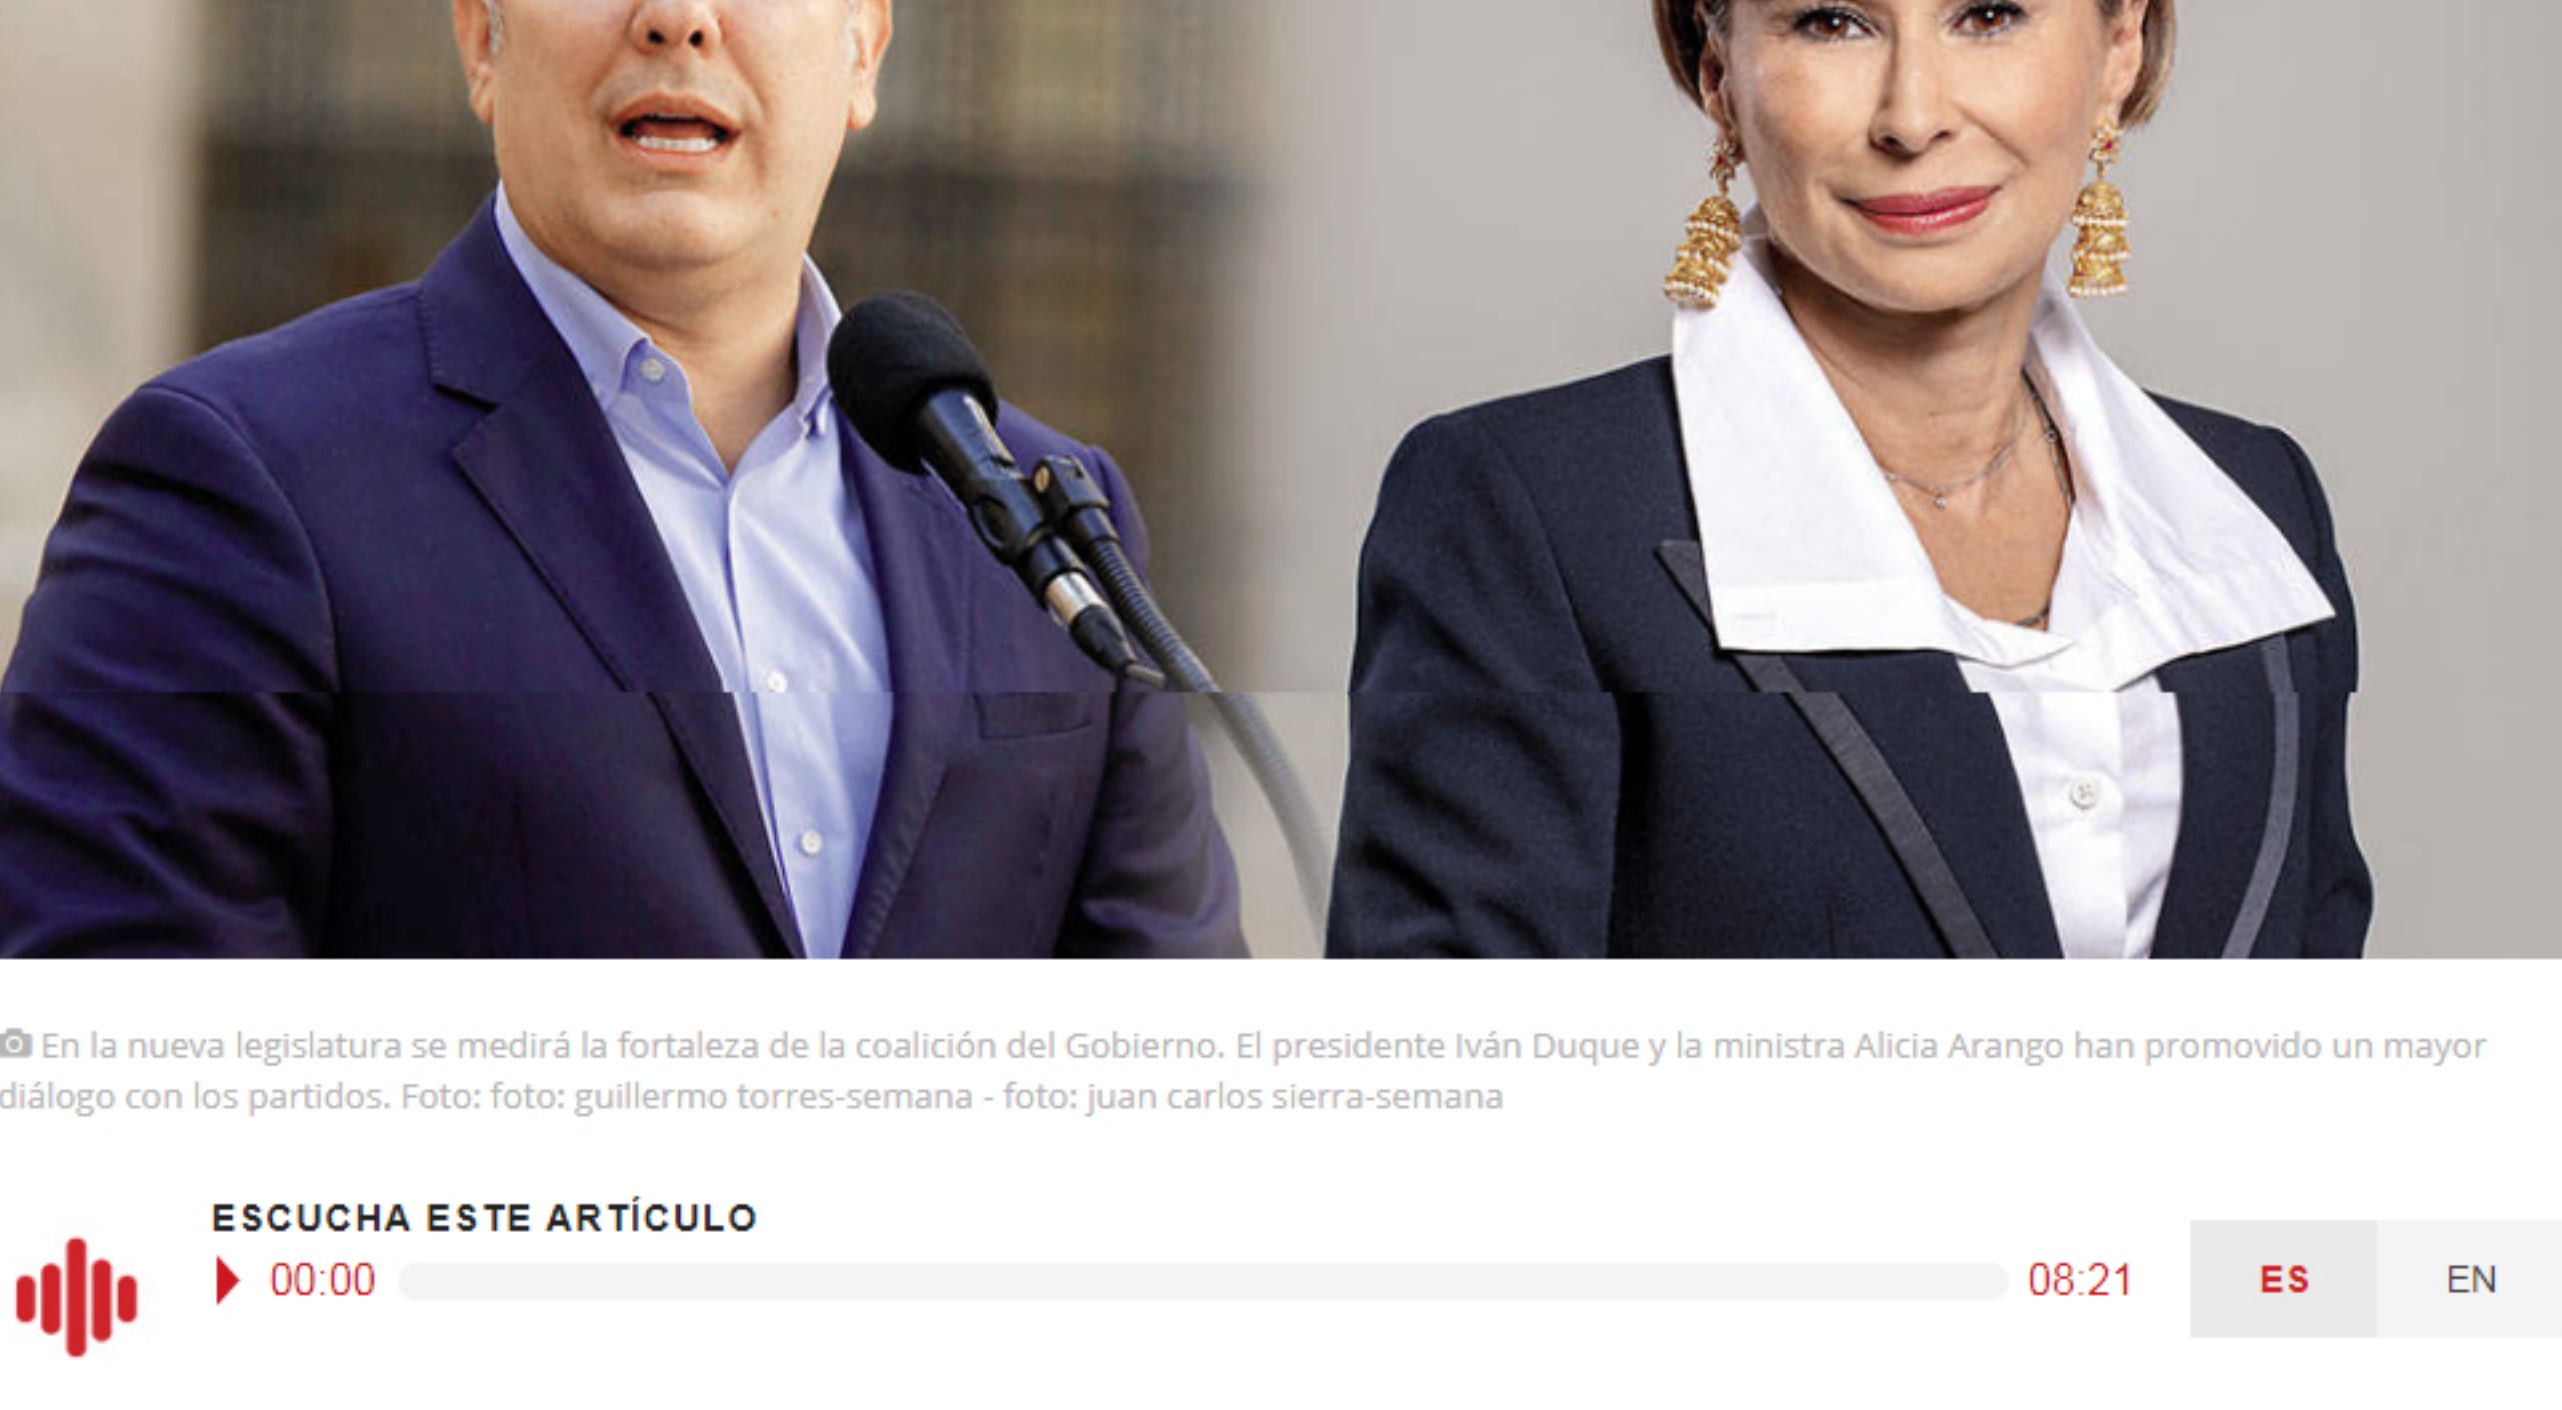 En la nueva legislatura se medirá la fortaleza de la coalición del Gobierno. El presidente Iván Duque y la ministra Alicia Arango han promovido un mayor
diálogo con los partidos. Foto: foto: guillermo torres-semana - foto: juan carlos sierra-semana
ESCUCHA ESTE ARTÍCULO
00:00 08:21 ES EN